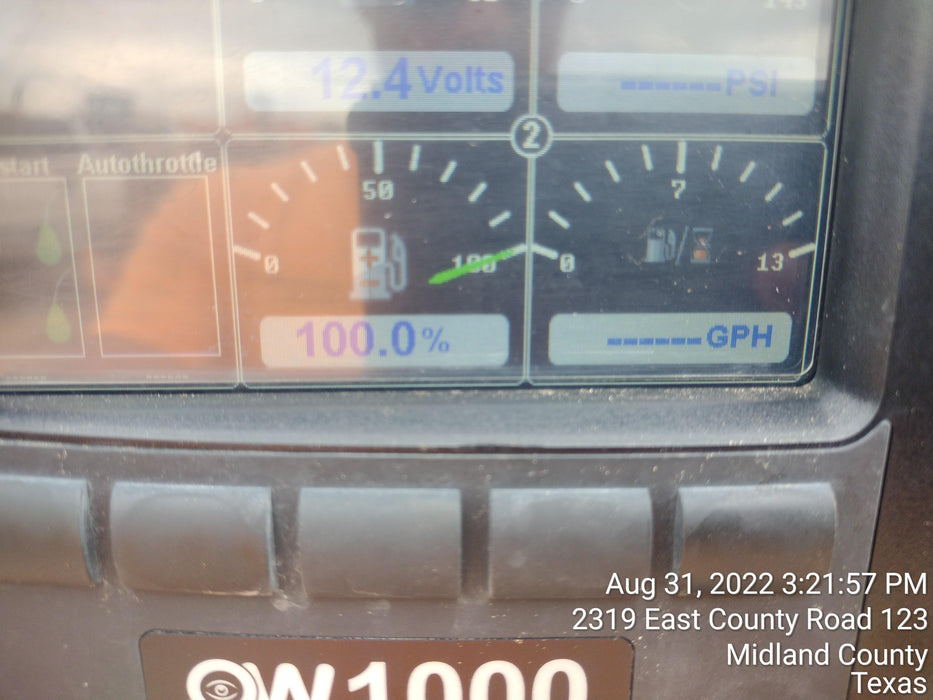 12.4 Volts
------PSI
2
start Autothrottle
50
0 100
100.0%
7
0 13
------GPH
Aug 31, 2022 3:21:57 PM
2319 East County Road 123
Midland County
Texas
OW1000